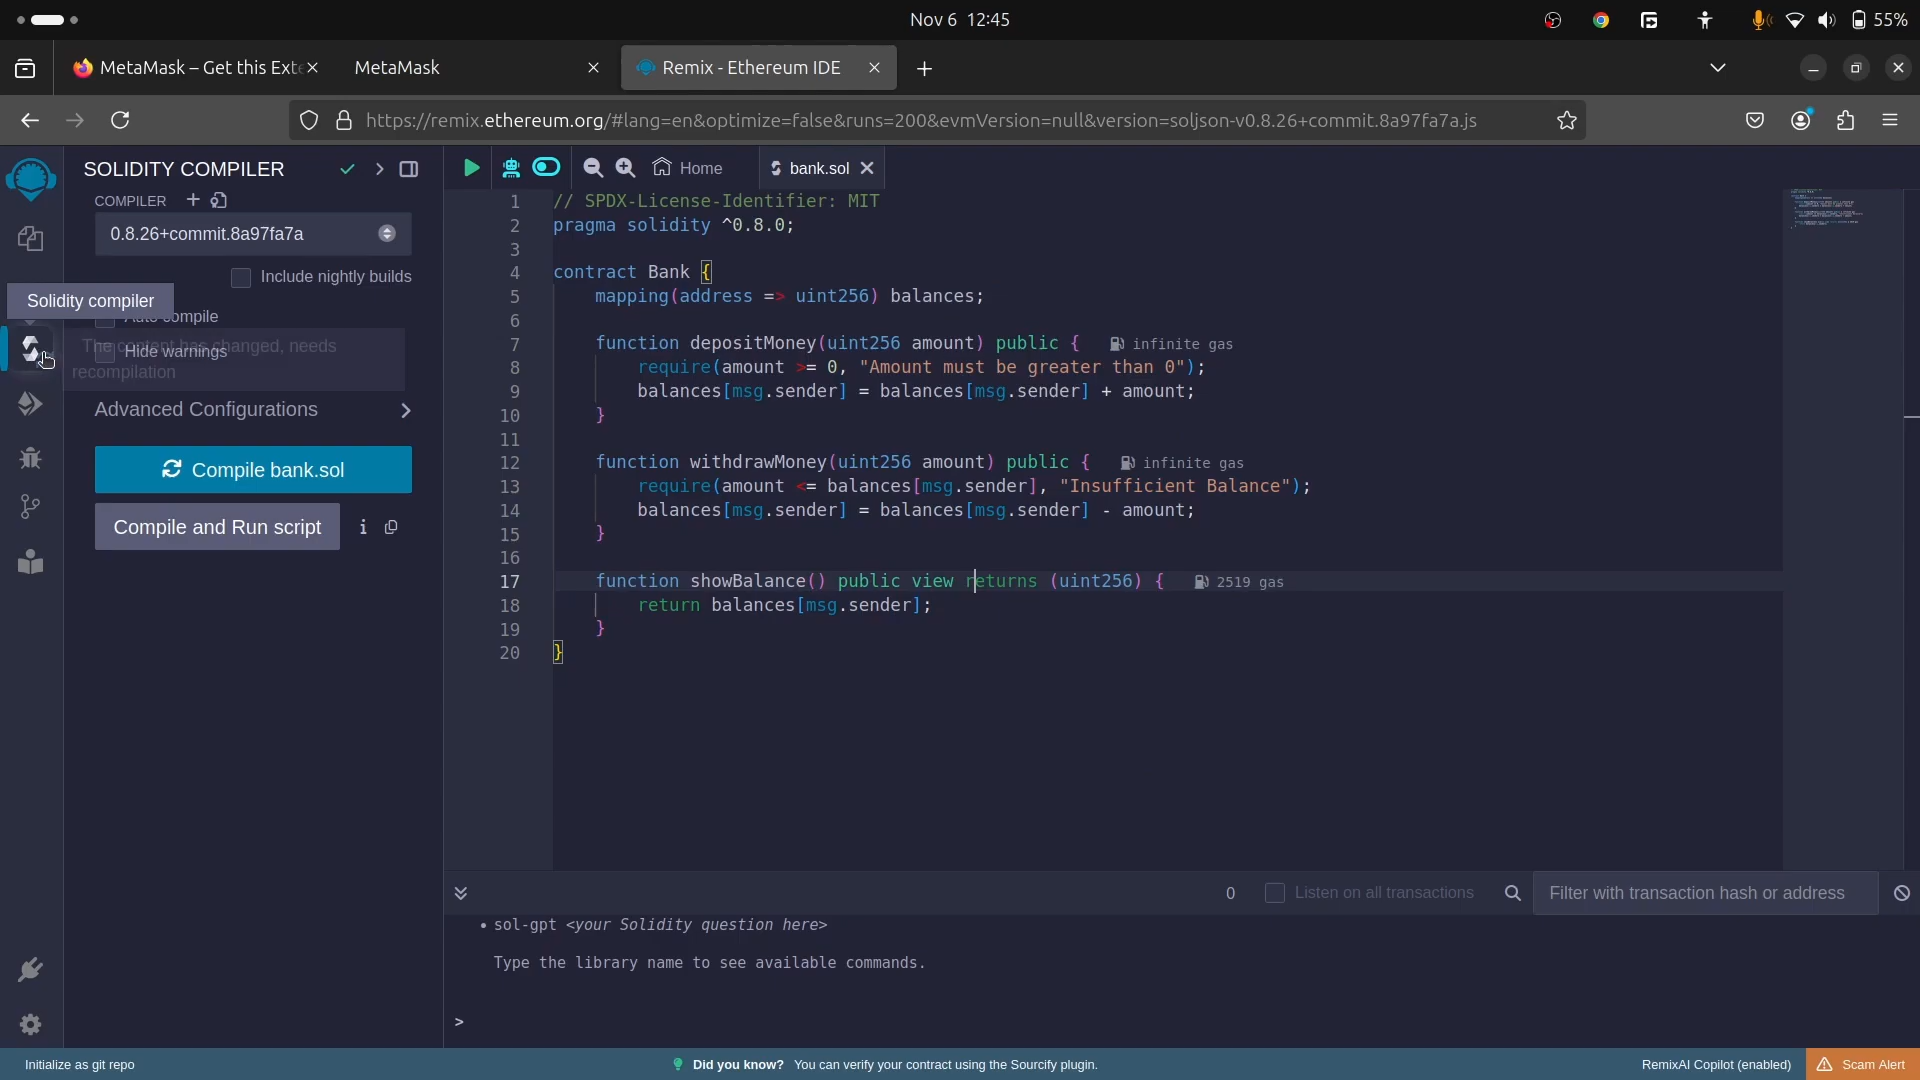 Nov 6 12:45
55%
MetaMask – Get this Exte
MetaMask
Remix - Ethereum IDE
https://remix.ethereum.org/#lang=en&optimize=false&runs=200&evmVersion=null&version=soljson-v0.8.26+commit.8a97fa7a.js
SOLIDITY COMPILER
COMPILER
0.8.26+commit.8a97fa7a
Include nightly builds
Solidity compiler
Auto compile
Hide warnings
The content has changed, needs
recompilation
Advanced Configurations
Compile bank.sol
Compile and Run script
Home
bank.sol
1 // SPDX-License-Identifier: MIT
2 pragma solidity ^0.8.0;
3
4 contract Bank {
5 mapping(address => uint256) balances;
6
7 function depositMoney(uint256 amount) public { infinite gas
8 require(amount >= 0, "Amount must be greater than 0");
9 balances[msg.sender] = balances[msg.sender] + amount;
10 }
11
12 function withdrawMoney(uint256 amount) public { infinite gas
13 require(amount <= balances[msg.sender], "Insufficient Balance");
14 balances[msg.sender] = balances[msg.sender] - amount;
15 }
16
17 function showBalance() public view returns (uint256) { 2519 gas
18 return balances[msg.sender];
19 }
20 }
0
Listen on all transactions
Filter with transaction hash or address
• sol-gpt <your Solidity question here>
Type the library name to see available commands.
>
Initialize as git repo
Did you know? You can verify your contract using the Sourcify plugin.
RemixAI Copilot (enabled)
Scam Alert